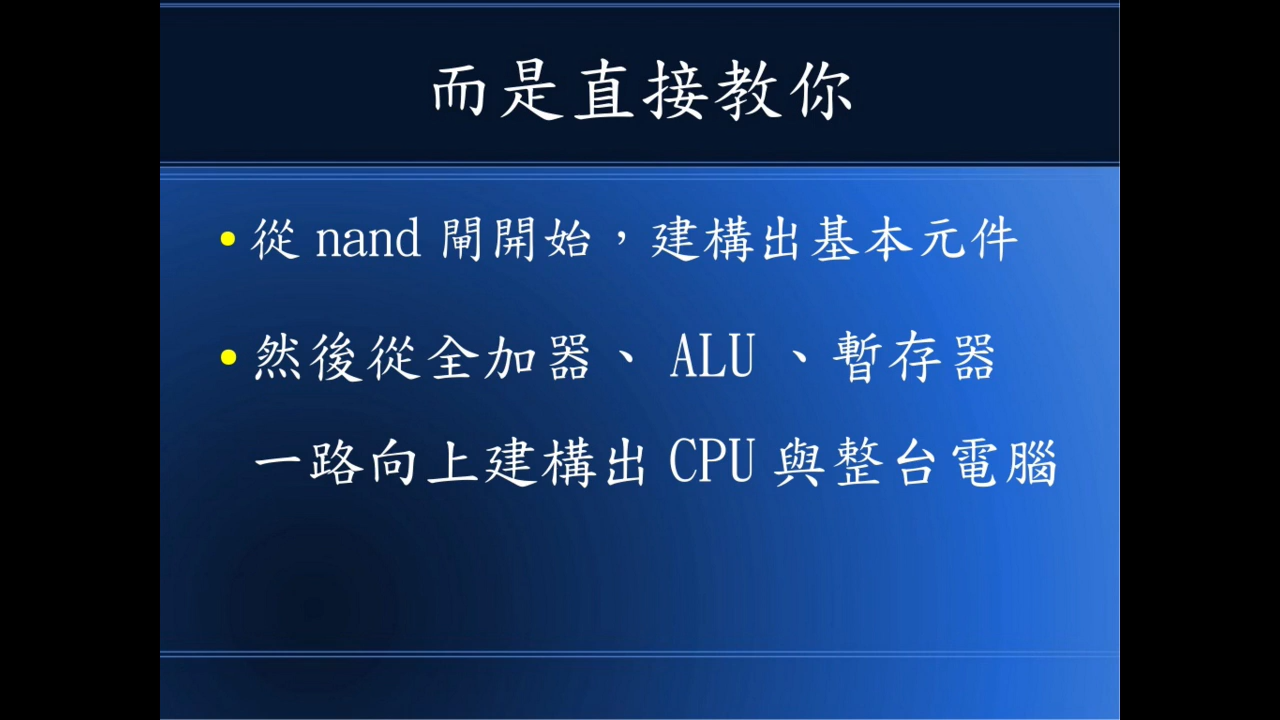 而是直接教你
• 從 nand 閘開始，建構出基本元件
• 然後從全加器、 ALU 、暫存器
一路向上建構出 CPU 與整台電腦